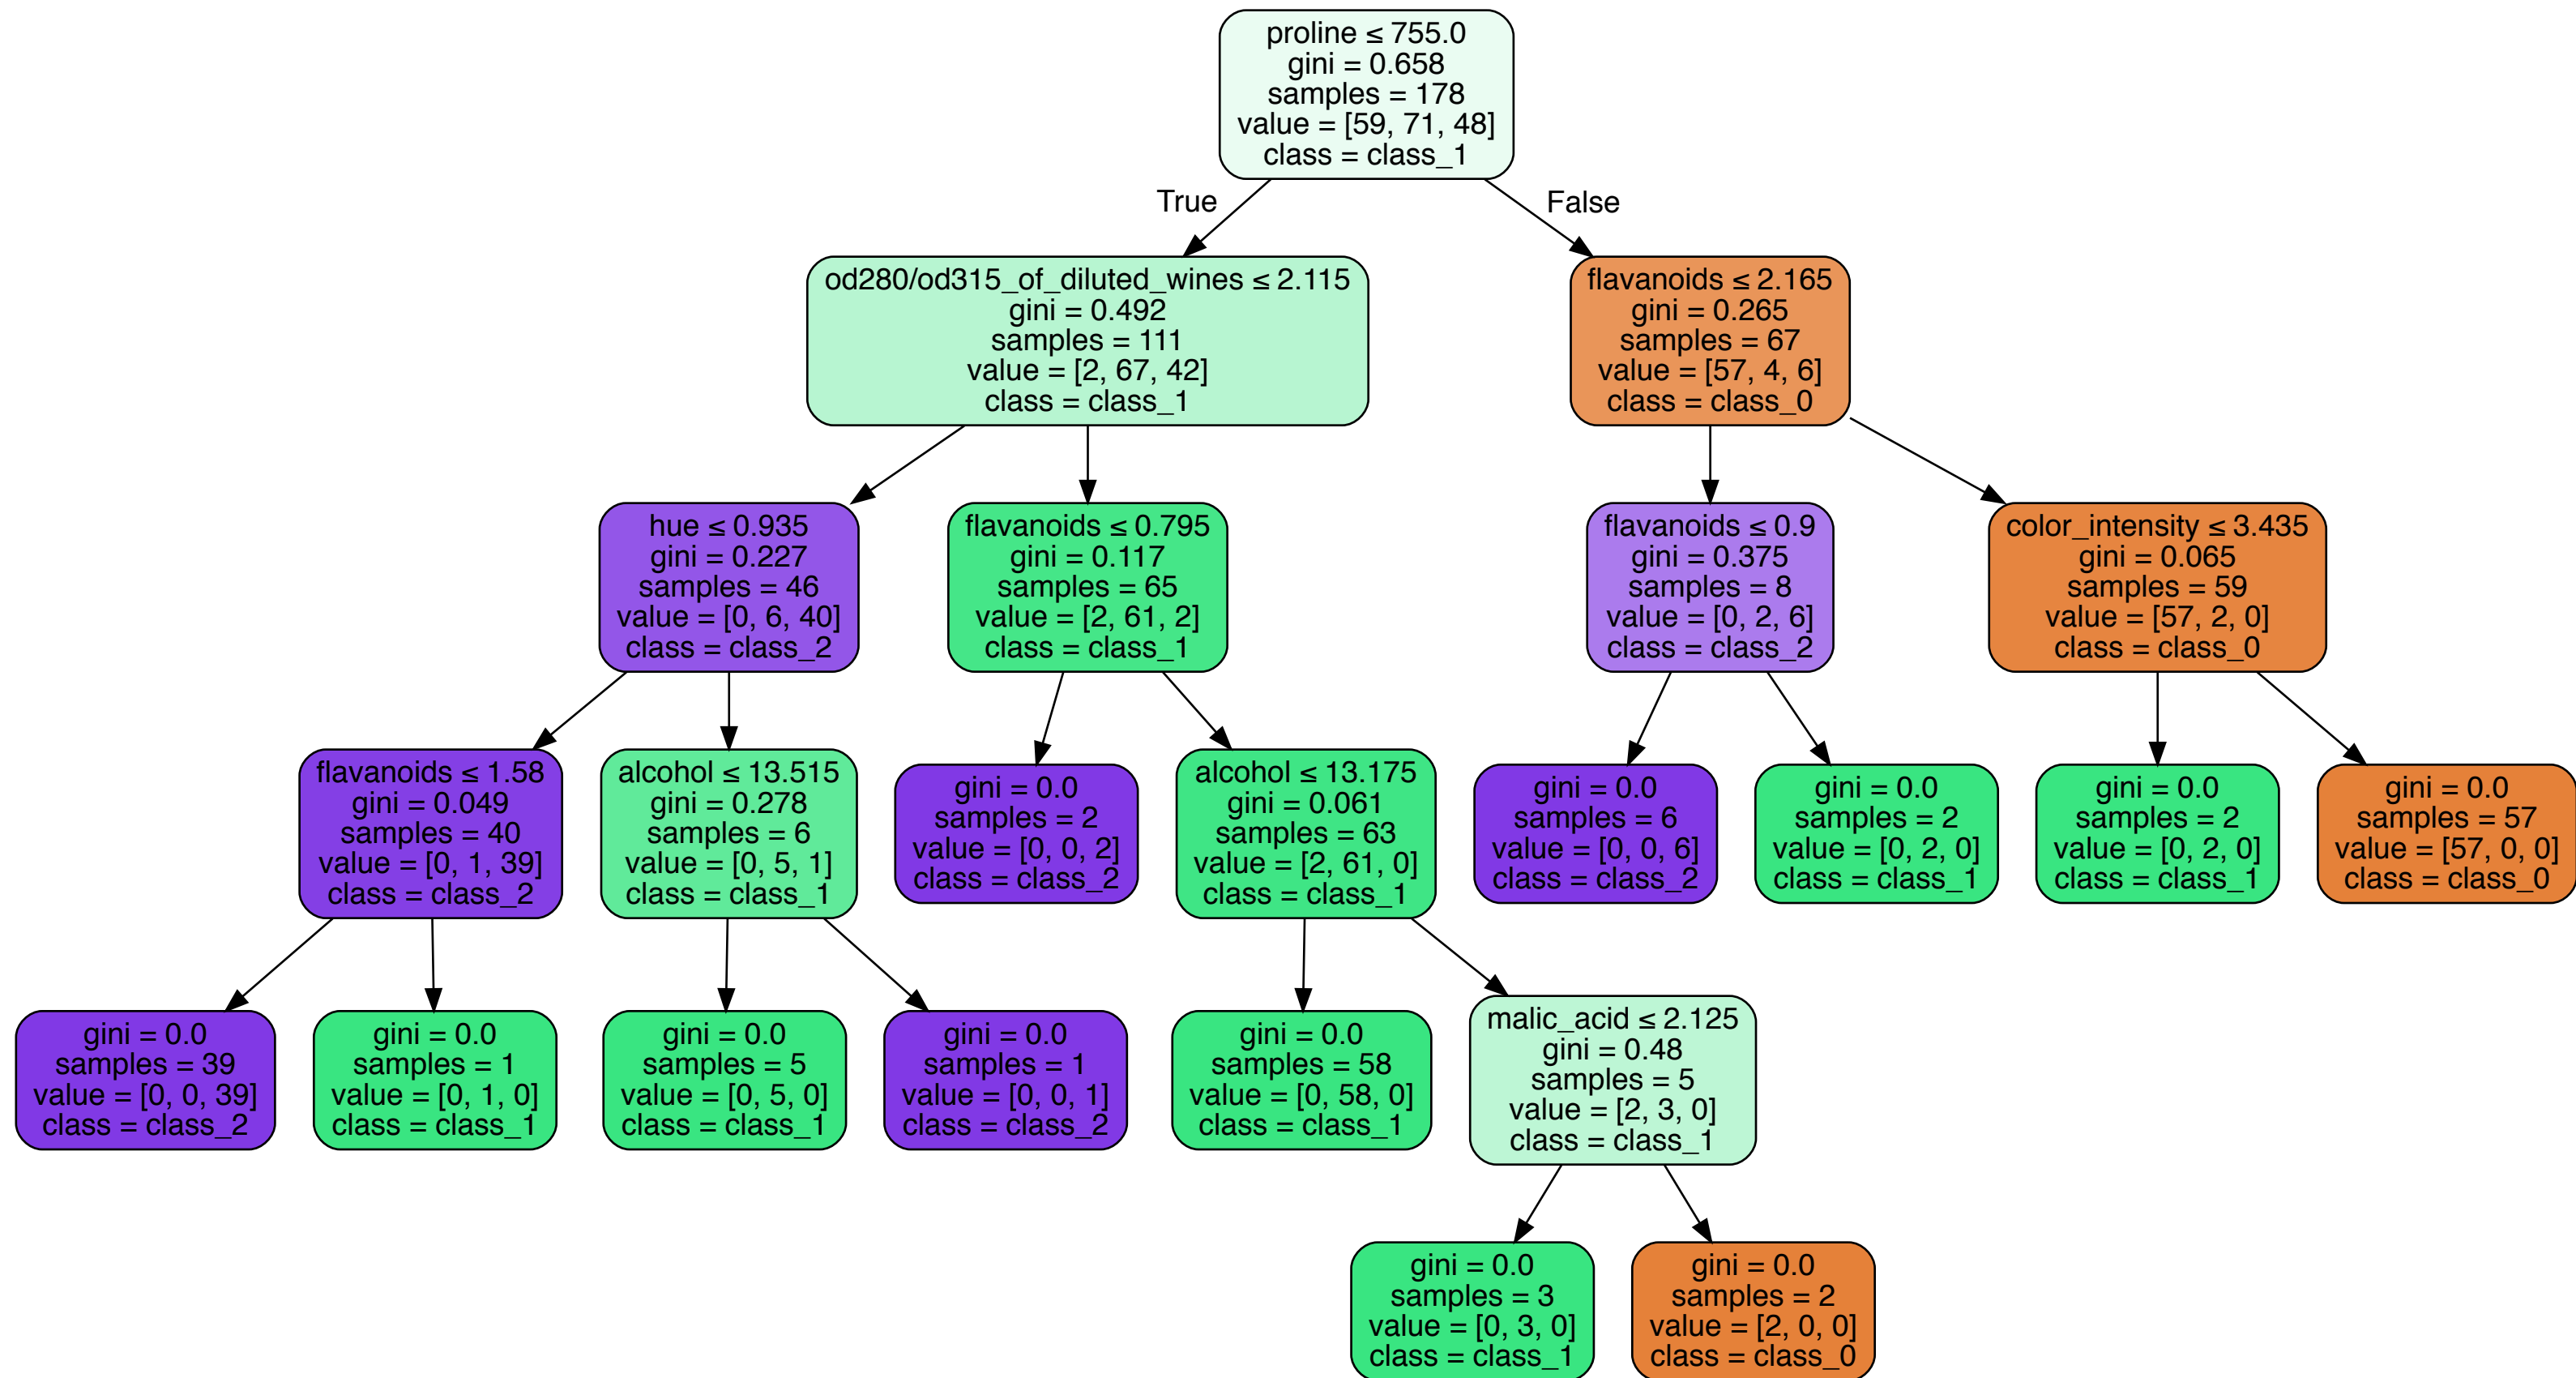 proline ≤ 755.0
gini = 0.658
samples = 178
value = [59, 71, 48]
class = class_1
True
False
od280/od315_of_diluted_wines ≤ 2.115
gini = 0.492
samples = 111
value = [2, 67, 42]
class = class_1
flavanoids ≤ 2.165
gini = 0.265
samples = 67
value = [57, 4, 6]
class = class_0
hue ≤ 0.935
gini = 0.227
samples = 46
value = [0, 6, 40]
class = class_2
flavanoids ≤ 0.795
gini = 0.117
samples = 65
value = [2, 61, 2]
class = class_1
flavanoids ≤ 0.9
gini = 0.375
samples = 8
value = [0, 2, 6]
class = class_2
color_intensity ≤ 3.435
gini = 0.065
samples = 59
value = [57, 2, 0]
class = class_0
flavanoids ≤ 1.58
gini = 0.049
samples = 40
value = [0, 1, 39]
class = class_2
alcohol ≤ 13.515
gini = 0.278
samples = 6
value = [0, 5, 1]
class = class_1
gini = 0.0
samples = 2
value = [0, 0, 2]
class = class_2
alcohol ≤ 13.175
gini = 0.061
samples = 63
value = [2, 61, 0]
class = class_1
gini = 0.0
samples = 6
value = [0, 0, 6]
class = class_2
gini = 0.0
samples = 2
value = [0, 2, 0]
class = class_1
gini = 0.0
samples = 2
value = [0, 2, 0]
class = class_1
gini = 0.0
samples = 57
value = [57, 0, 0]
class = class_0
gini = 0.0
samples = 39
value = [0, 0, 39]
class = class_2
gini = 0.0
samples = 1
value = [0, 1, 0]
class = class_1
gini = 0.0
samples = 5
value = [0, 5, 0]
class = class_1
gini = 0.0
samples = 1
value = [0, 0, 1]
class = class_2
gini = 0.0
samples = 58
value = [0, 58, 0]
class = class_1
malic_acid ≤ 2.125
gini = 0.48
samples = 5
value = [2, 3, 0]
class = class_1
gini = 0.0
samples = 3
value = [0, 3, 0]
class = class_1
gini = 0.0
samples = 2
value = [2, 0, 0]
class = class_0